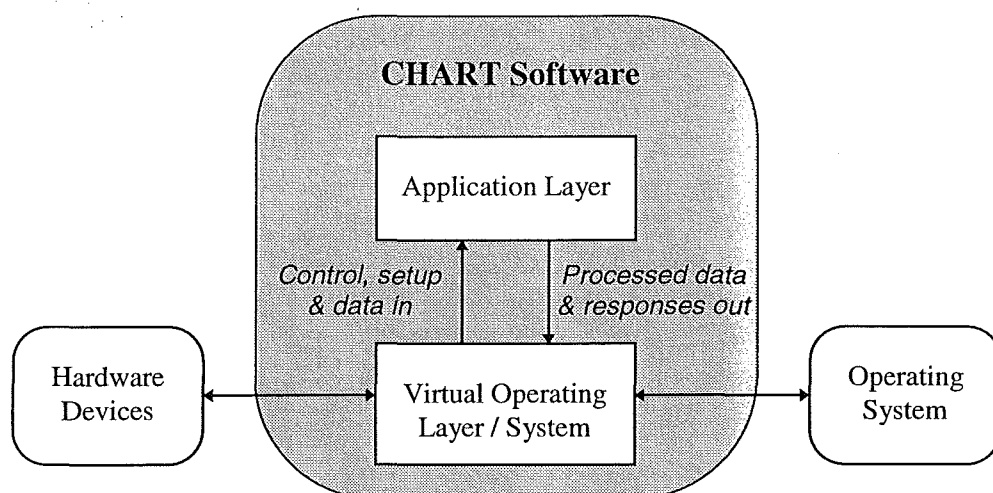 CHART Software
Application Layer
Control, setup
& data in
Processed data
& responses out
Hardware
Devices
Virtual Operating
Layer / System
Operating
System